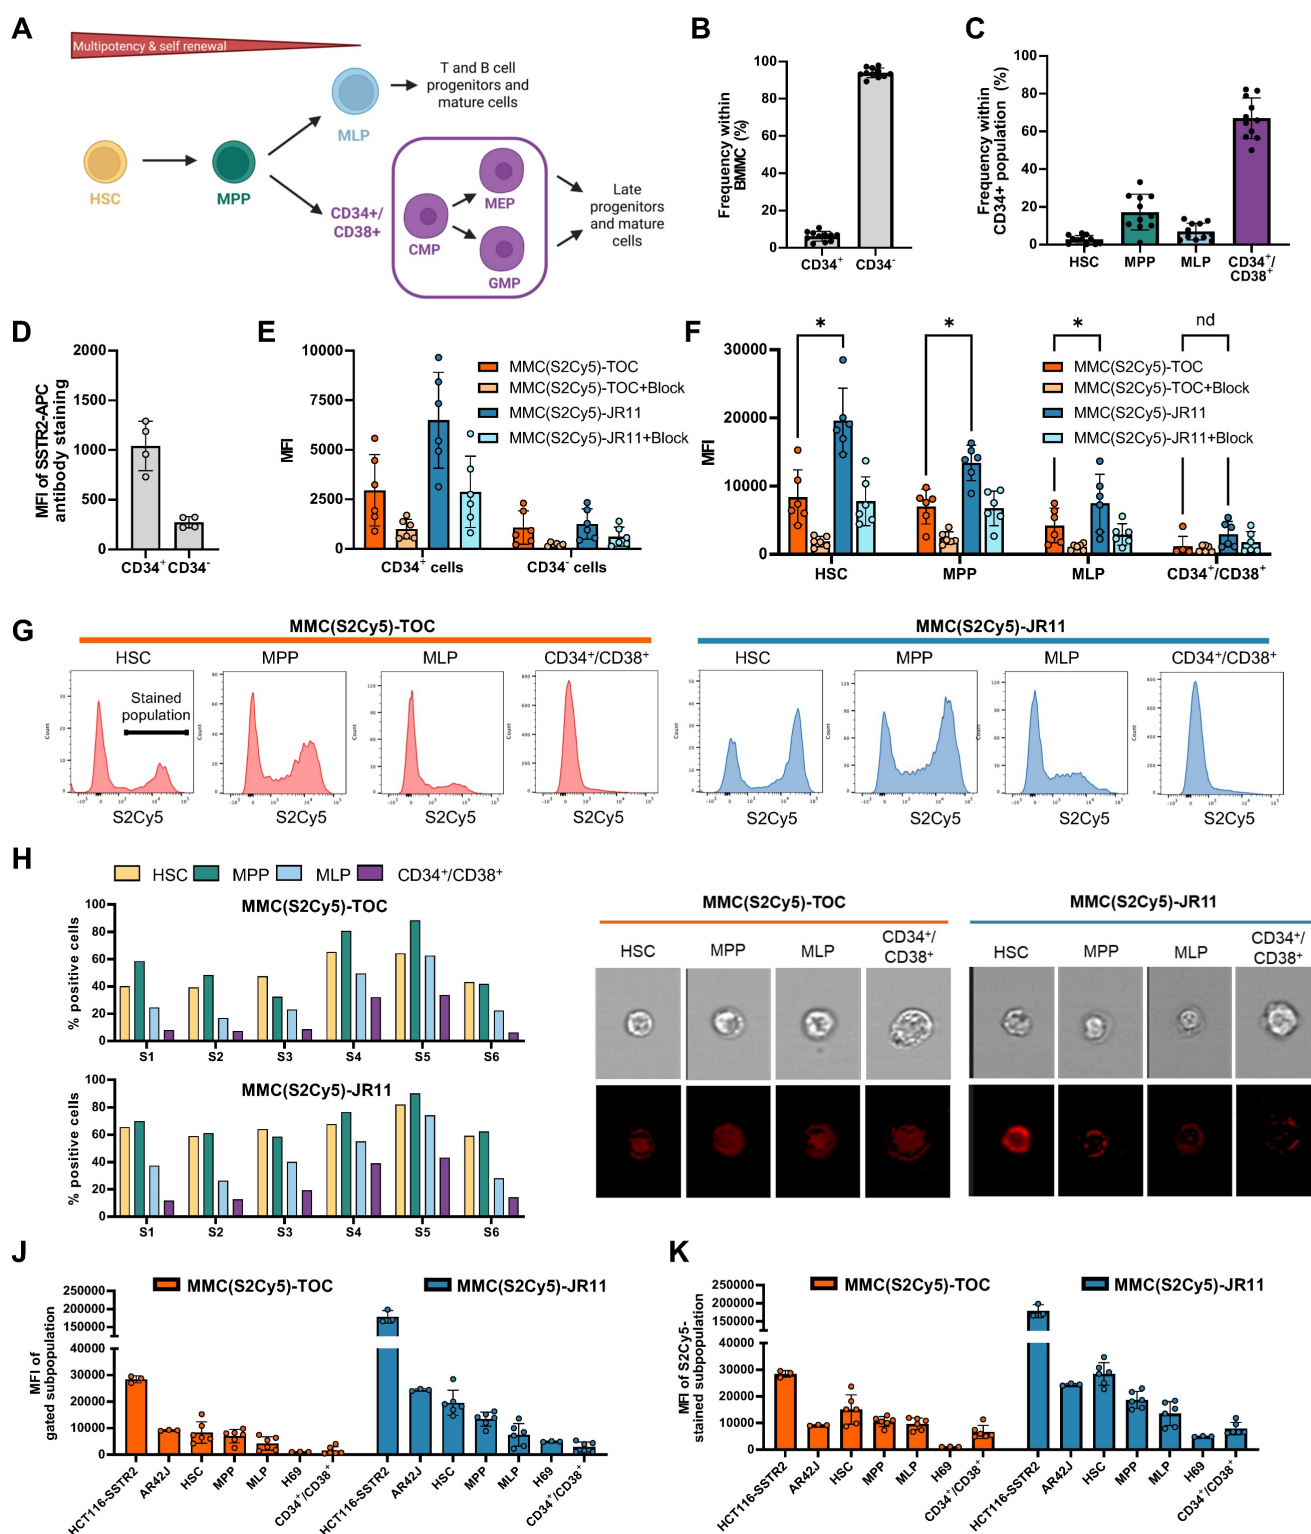 A
Multipotency & self renewal
HSC
MPP
MLP
T and B cell
progenitors and
mature cells
CD34+/
CD38+
CMP
MEP
GMP
Late
progenitors
and mature
cells
B
Frequency within
BMMC (%)
100
80
60
40
20
0
CD34+
CD34-
C
Frequency within
CD34+ population (%)
100
80
60
40
20
0
HSC
MPP
MLP
CD34+/
CD38+
D
MFI of SSTR2-APC
antibody staining
2000
1500
1000
500
0
CD34+ CD34-
E
MFI
10000
7500
5000
2500
0
CD34+ cells
CD34- cells
MMC(S2Cy5)-TOC
MMC(S2Cy5)-TOC+Block
MMC(S2Cy5)-JR11
MMC(S2Cy5)-JR11+Block
F
MFI
30000
20000
10000
0
*
*
*
nd
MMC(S2Cy5)-TOC
MMC(S2Cy5)-TOC+Block
MMC(S2Cy5)-JR11
MMC(S2Cy5)-JR11+Block
HSC
MPP
MLP
CD34+/CD38+
G
MMC(S2Cy5)-TOC
HSC
MPP
MLP
CD34+/CD38+
Stained
population
S2Cy5
S2Cy5
S2Cy5
S2Cy5
MMC(S2Cy5)-JR11
HSC
MPP
MLP
CD34+/CD38+
S2Cy5
S2Cy5
S2Cy5
S2Cy5
H
HSC
MPP
MLP
CD34+/CD38+
MMC(S2Cy5)-TOC
% positive cells
100
80
60
40
20
0
S1
S2
S3
S4
S5
S6
MMC(S2Cy5)-JR11
% positive cells
100
80
60
40
20
0
S1
S2
S3
S4
S5
S6
MMC(S2Cy5)-TOC
HSC
MPP
MLP
CD34+/
CD38+
MMC(S2Cy5)-JR11
HSC
MPP
MLP
CD34+/
CD38+
J
MMC(S2Cy5)-TOC
MMC(S2Cy5)-JR11
MFI of
gated subpopulation
250000
200000
150000
40000
30000
20000
10000
0
HCT116-SSTR2
AR42J
HSC
MPP
MLP
H69
CD34+/CD38+
HCT116-SSTR2
AR42J
HSC
MPP
MLP
H69
CD34+/CD38+
K
MMC(S2Cy5)-TOC
MMC(S2Cy5)-JR11
MFI of S2Cy5-
stained subpopulation
250000
200000
150000
40000
30000
20000
10000
0
HCT116-SSTR2
AR42J
HSC
MPP
MLP
H69
CD34+/CD38+
HCT116-SSTR2
AR42J
HSC
MPP
MLP
H69
CD34+/CD38+